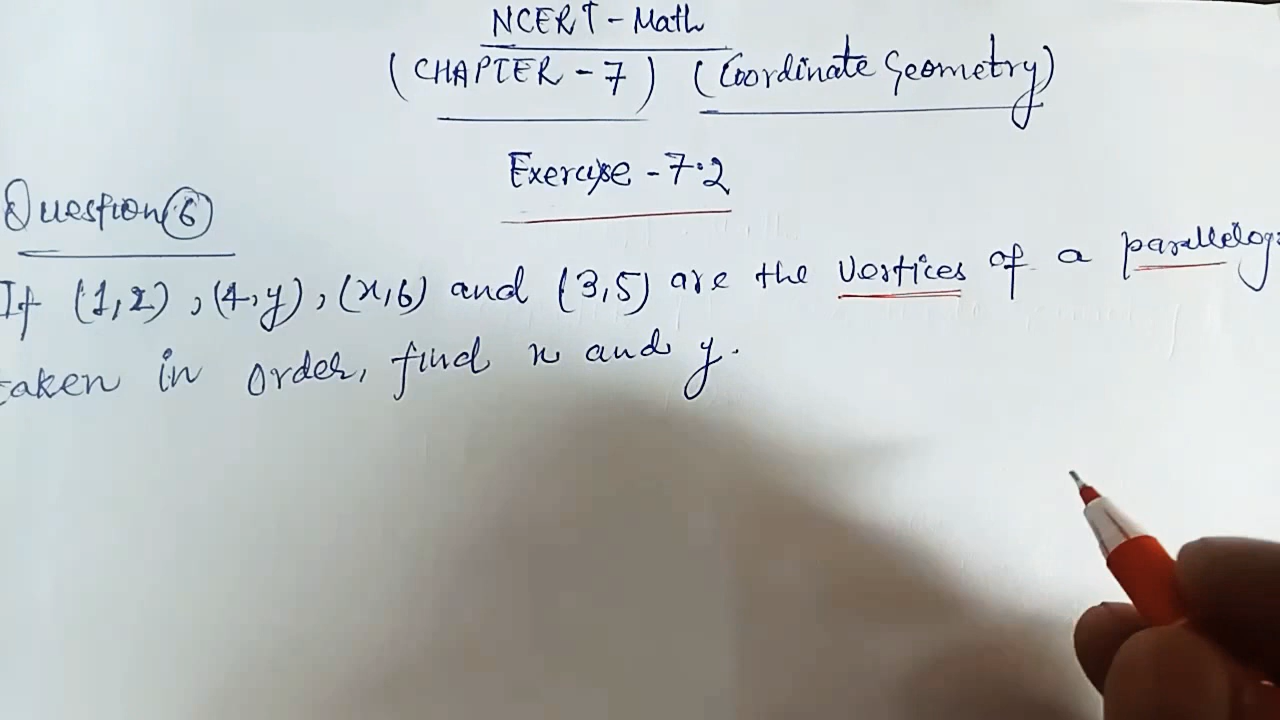 NCERT - Math
(CHAPTER - 7) (Coordinate Geometry)
Exercise - 7.2
Question 6
If (1,2), (4,y), (x,6) and (3,5) are the vertices of a parallelog
taken in order, find x and y.